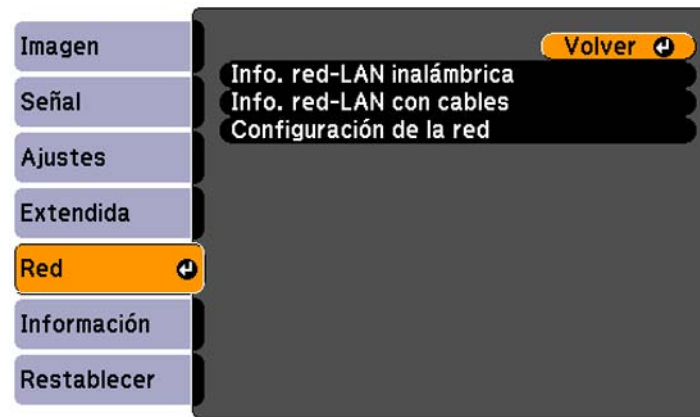 Imagen
Señal
Ajustes
Extendida
Red
Información
Restablecer
Volver
Info. red-LAN inalámbrica
Info. red-LAN con cables
Configuración de la red